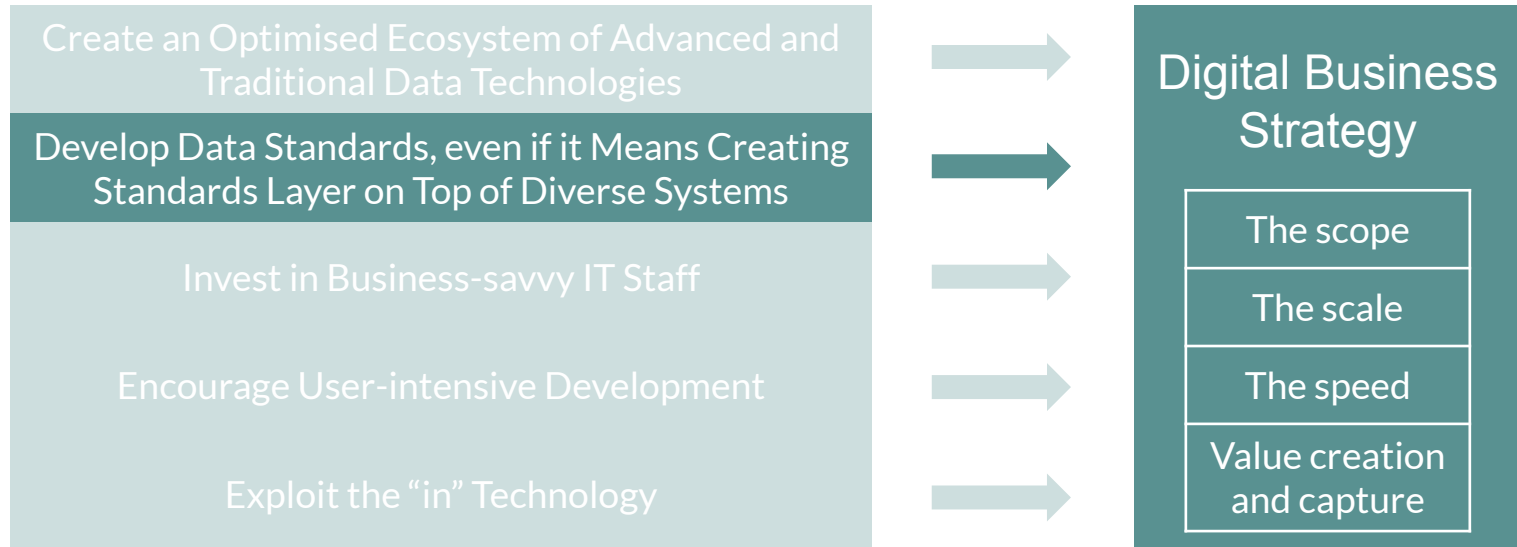 Create an Optimised Ecosystem of Advanced and
Traditional Data Technologies
Develop Data Standards, even if it Means Creating
Standards Layer on Top of Diverse Systems
Invest in Business-savvy IT Staff
Encourage User-intensive Development
Exploit the “in” Technology
Digital Business
Strategy
The scope
The scale
The speed
Value creation
and capture